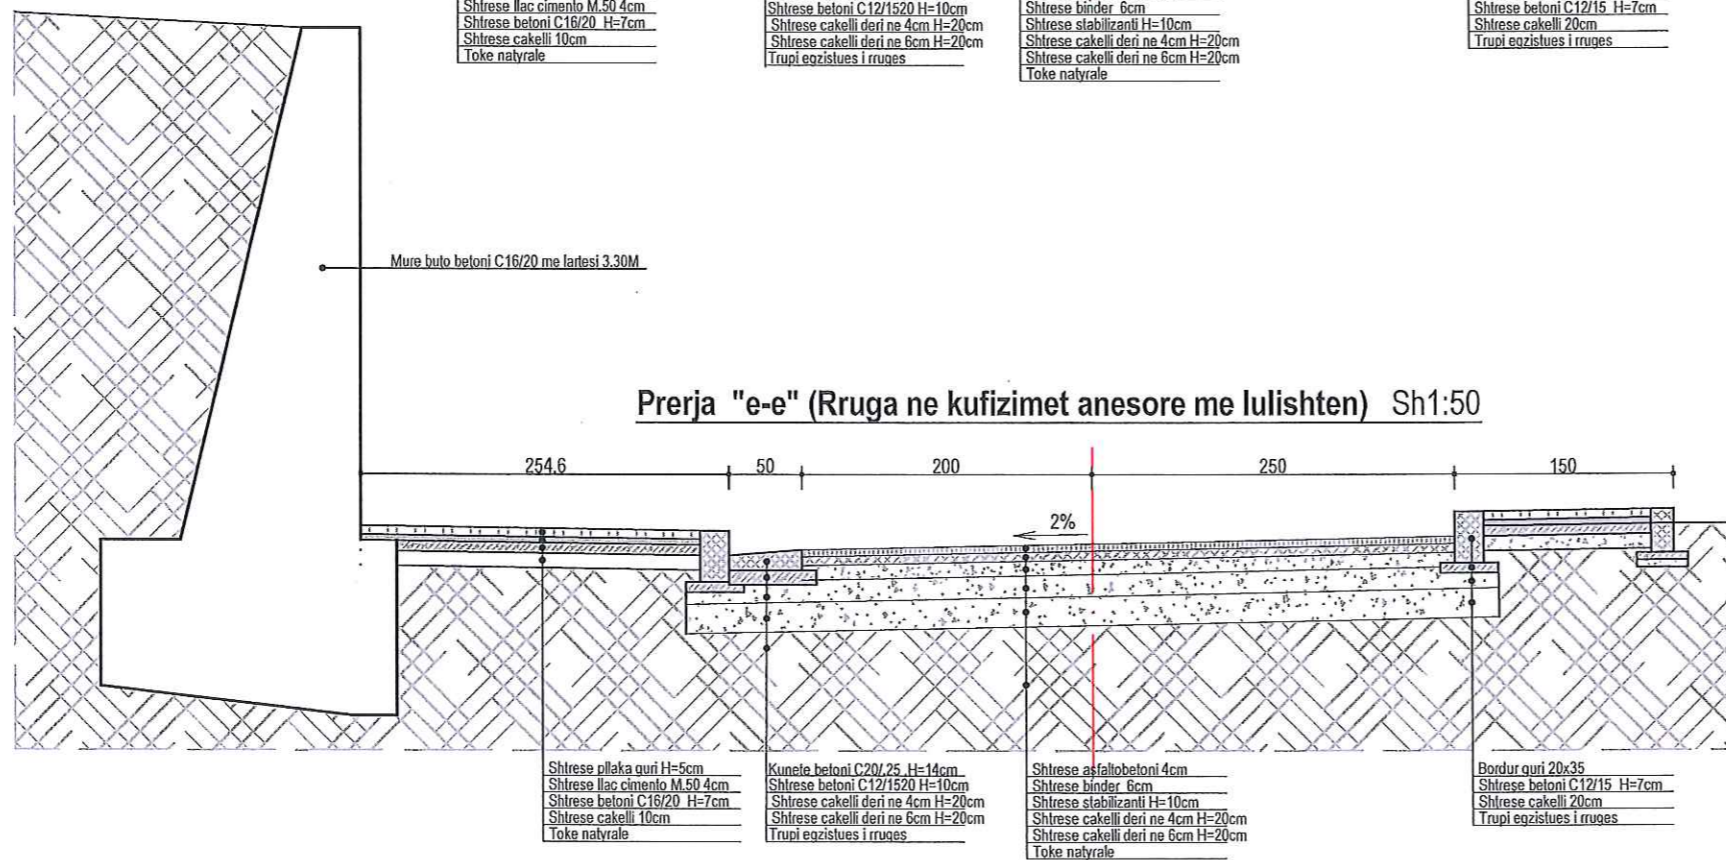 Shtrese llac cimento M.50 4cm
Shtrese betoni C16/20 H=7cm
Shtrese cakelli 10cm
Toke natyrale
Shtrese betoni C12/1520 H=10cm
Shtrese cakelli deri ne 4cm H=20cm
Shtrese cakelli deri ne 6cm H=20cm
Trupi egzistues i rruges
Shtrese binder 6cm
Shtrese stabilizanti H=10cm
Shtrese cakelli deri ne 4cm H=20cm
Shtrese cakelli deri ne 6cm H=20cm
Toke natyrale
Shtrese betoni C12/15 H=7cm
Shtrese cakelli 20cm
Trupi egzistues i rruges
Mure buto betoni C16/20 me lartesi 3.30M
Prerja "e-e" (Rruga ne kufizimet anesore me lulishten) Sh1:50
254.6 50 200 250 150
2%
Shtrese pllaka guri H=5cm
Shtrese llac cimento M.50 4cm
Shtrese betoni C16/20 H=7cm
Shtrese cakelli 10cm
Toke natyrale
Kunete betoni C20/.25 .H=14cm
Shtrese betoni C12/1520 H=10cm
Shtrese cakelli deri ne 4cm H=20cm
Shtrese cakelli deri ne 6cm H=20cm
Trupi egzistues i rruges
Shtrese asfaltobetoni 4cm
Shtrese binder 6cm
Shtrese stabilizanti H=10cm
Shtrese cakelli deri ne 4cm H=20cm
Shtrese cakelli deri ne 6cm H=20cm
Toke natyrale
Bordur guri 20x35
Shtrese betoni C12/15 H=7cm
Shtrese cakelli 20cm
Trupi egzistues i rruges